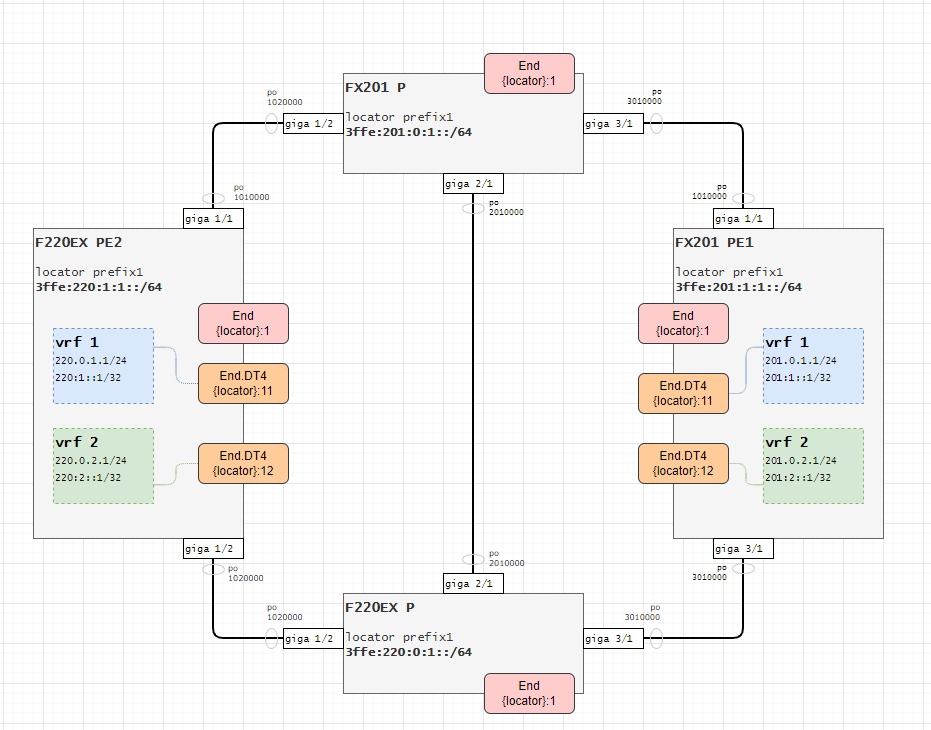 End
{locator}:1
FX201 P
locator prefix1
3ffe:201:0:1::/64
po
1020000
giga 1/2
giga 3/1
po
3010000
giga 2/1
po
2010000
po
1010000
giga 1/1
po
1010000
giga 1/1
F220EX PE2
locator prefix1
3ffe:220:1:1::/64
End
{locator}:1
vrf 1
220.0.1.1/24
220:1::1/32
End.DT4
{locator}:11
vrf 2
220.0.2.1/24
220:2::1/32
End.DT4
{locator}:12
giga 1/2
po
1020000
FX201 PE1
locator prefix1
3ffe:201:1:1::/64
End
{locator}:1
vrf 1
201.0.1.1/24
201:1::1/32
End.DT4
{locator}:11
End.DT4
{locator}:12
vrf 2
201.0.2.1/24
201:2::1/32
giga 3/1
po
3010000
po
2010000
giga 2/1
po
1020000
giga 1/2
F220EX P
locator prefix1
3ffe:220:0:1::/64
giga 3/1
po
3010000
End
{locator}:1